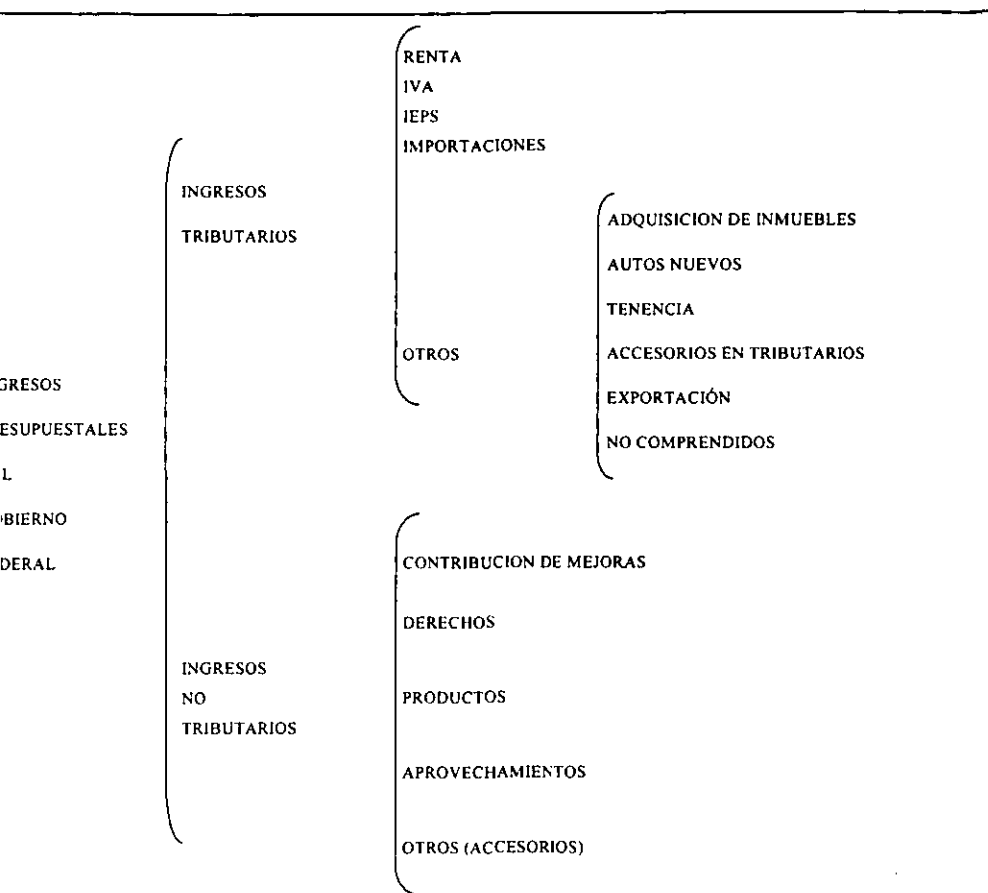 RENTA
IVA
IEPS
IMPORTACIONES
INGRESOS
TRIBUTARIOS
ADQUISICION DE INMUEBLES
AUTOS NUEVOS
TENENCIA
OTROS
ACCESORIOS EN TRIBUTARIOS
EXPORTACIÓN
NO COMPRENDIDOS
GRESOS
ESUPUESTALES
L
OBIERNO
DERAL
CONTRIBUCION DE MEJORAS
DERECHOS
INGRESOS
NO
TRIBUTARIOS
PRODUCTOS
APROVECHAMIENTOS
OTROS (ACCESORIOS)